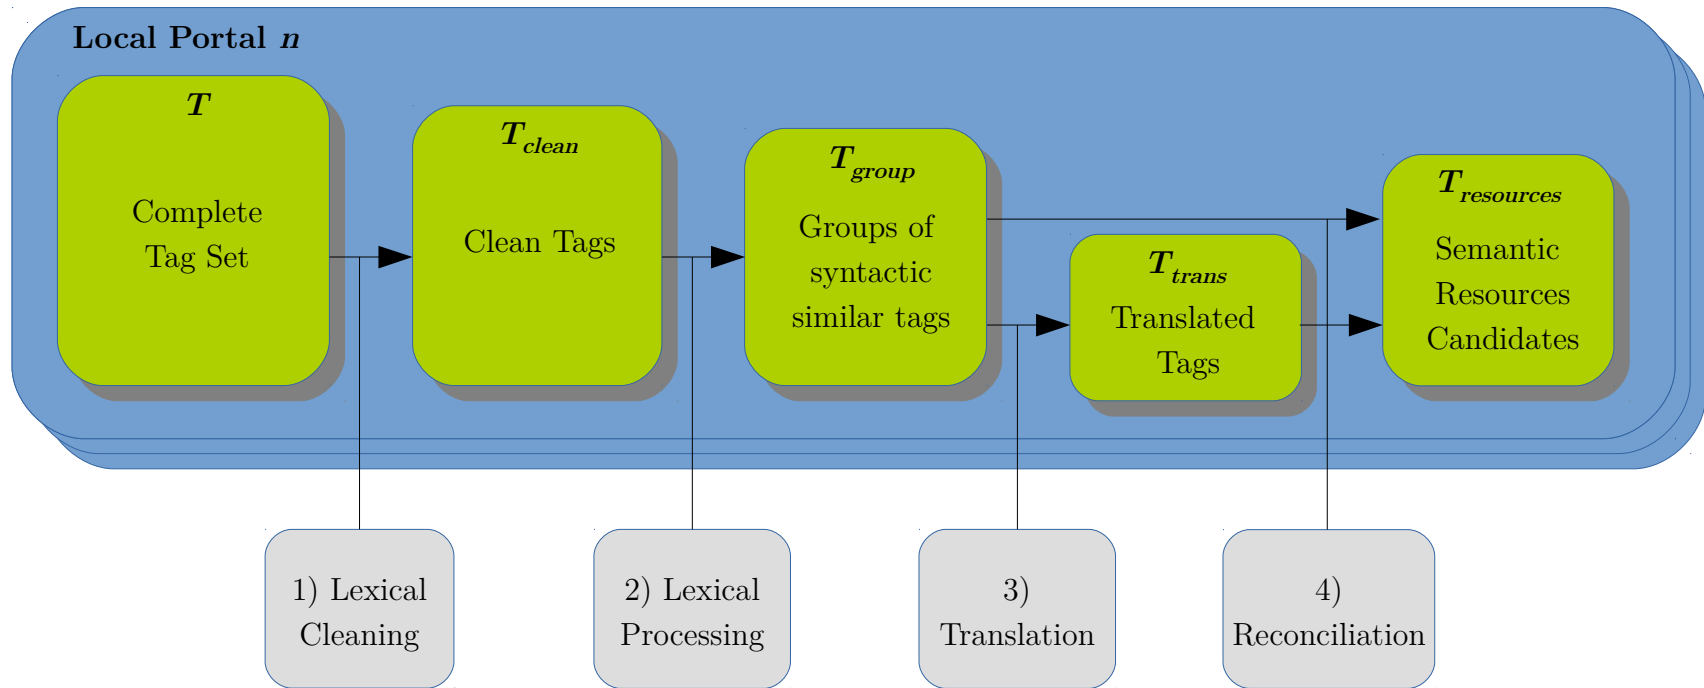 Local Portal n
T
Complete
Tag Set
T_clean
Clean Tags
T_group
Groups of
syntactic
similar tags
T_trans
Translated
Tags
T_resources
Semantic
Resources
Candidates
1) Lexical
Cleaning
2) Lexical
Processing
3)
Translation
4)
Reconciliation